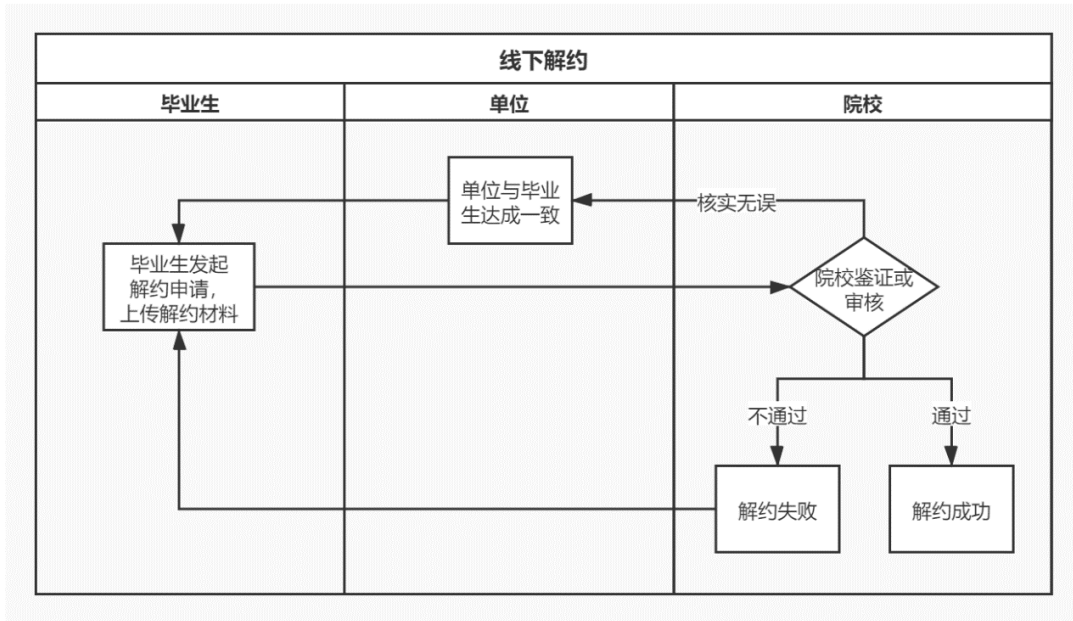 线下解约
毕业生
单位
院校
单位与毕业
生达成一致
核实无误
毕业生发起
解约申请，
上传解约材料
院校鉴证或
审核
不通过
通过
解约失败
解约成功